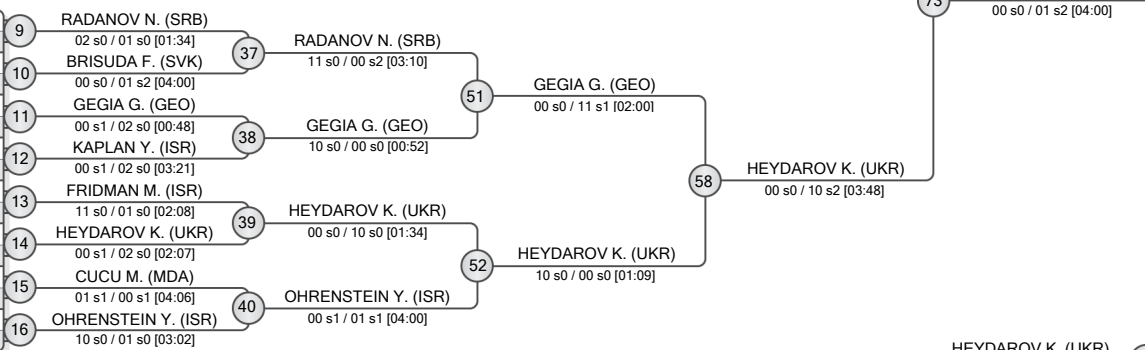 73
00 s0 / 01 s2 [04:00]
9
RADANOV N. (SRB)
02 s0 / 01 s0 [01:34]
37
RADANOV N. (SRB)
11 s0 / 00 s2 [03:10]
10
BRISUDA F. (SVK)
00 s0 / 01 s2 [04:00]
51
GEGIA G. (GEO)
00 s0 / 11 s1 [02:00]
11
GEGIA G. (GEO)
00 s1 / 02 s0 [00:48]
38
GEGIA G. (GEO)
10 s0 / 00 s0 [00:52]
12
KAPLAN Y. (ISR)
00 s1 / 02 s0 [03:21]
58
HEYDAROV K. (UKR)
00 s0 / 10 s2 [03:48]
13
FRIDMAN M. (ISR)
11 s0 / 01 s0 [02:08]
39
HEYDAROV K. (UKR)
00 s0 / 10 s0 [01:34]
14
HEYDAROV K. (UKR)
00 s1 / 02 s0 [02:07]
52
HEYDAROV K. (UKR)
10 s0 / 00 s0 [01:09]
15
CUCU M. (MDA)
01 s1 / 00 s1 [04:06]
40
OHRENSTEIN Y. (ISR)
00 s1 / 01 s1 [04:00]
16
OHRENSTEIN Y. (ISR)
10 s0 / 01 s0 [03:02]
HEYDAROV K. (UKR)